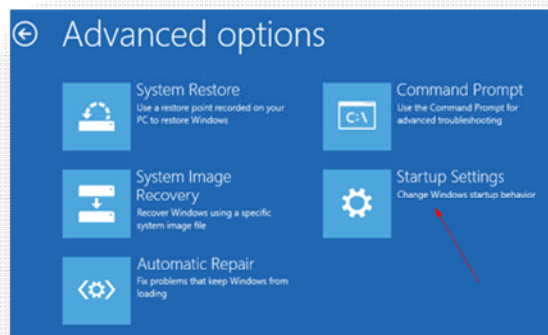 Advanced options
System Restore
Use a restore point recorded on your
PC to restore Windows
Command Prompt
Use the Command Prompt for
advanced troubleshooting
C:\
System Image
Recovery
Recover Windows using a specific
system image file
Startup Settings
Change Windows startup behavior
Automatic Repair
Fix problems that keep Windows from
loading